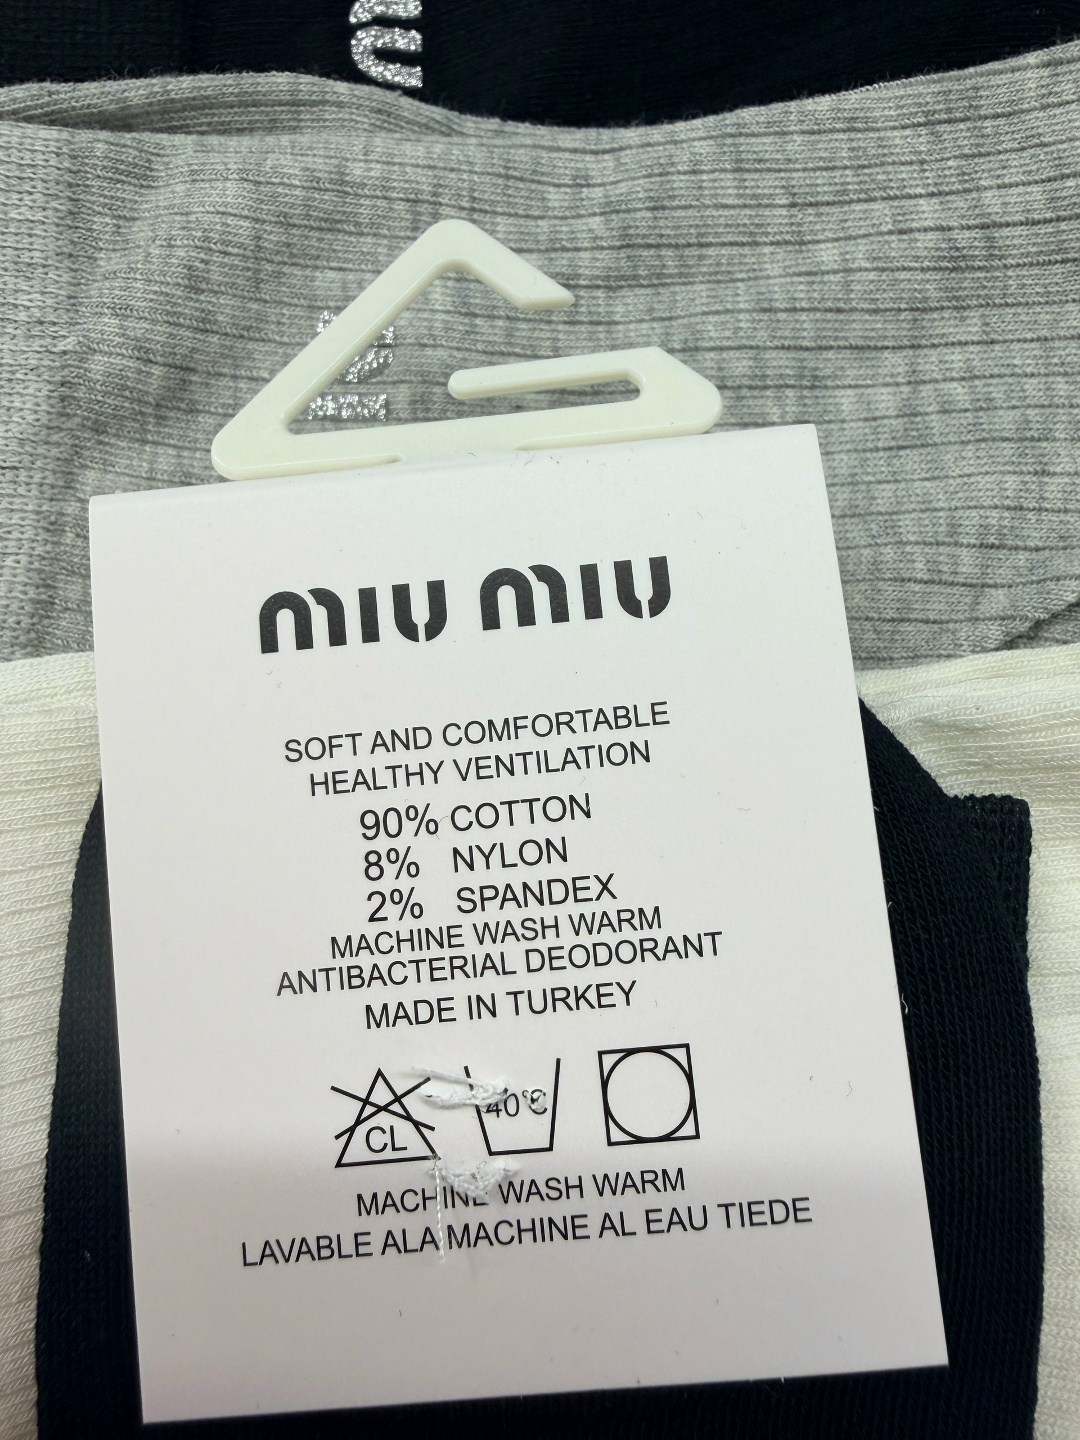 miu
miu miu
SOFT AND COMFORTABLE
HEALTHY VENTILATION
90% COTTON
8% NYLON
2% SPANDEX
MACHINE WASH WARM
ANTIBACTERIAL DEODORANT
MADE IN TURKEY
CL 40°C
MACHINE WASH WARM
LAVABLE ALA MACHINE AL EAU TIEDE